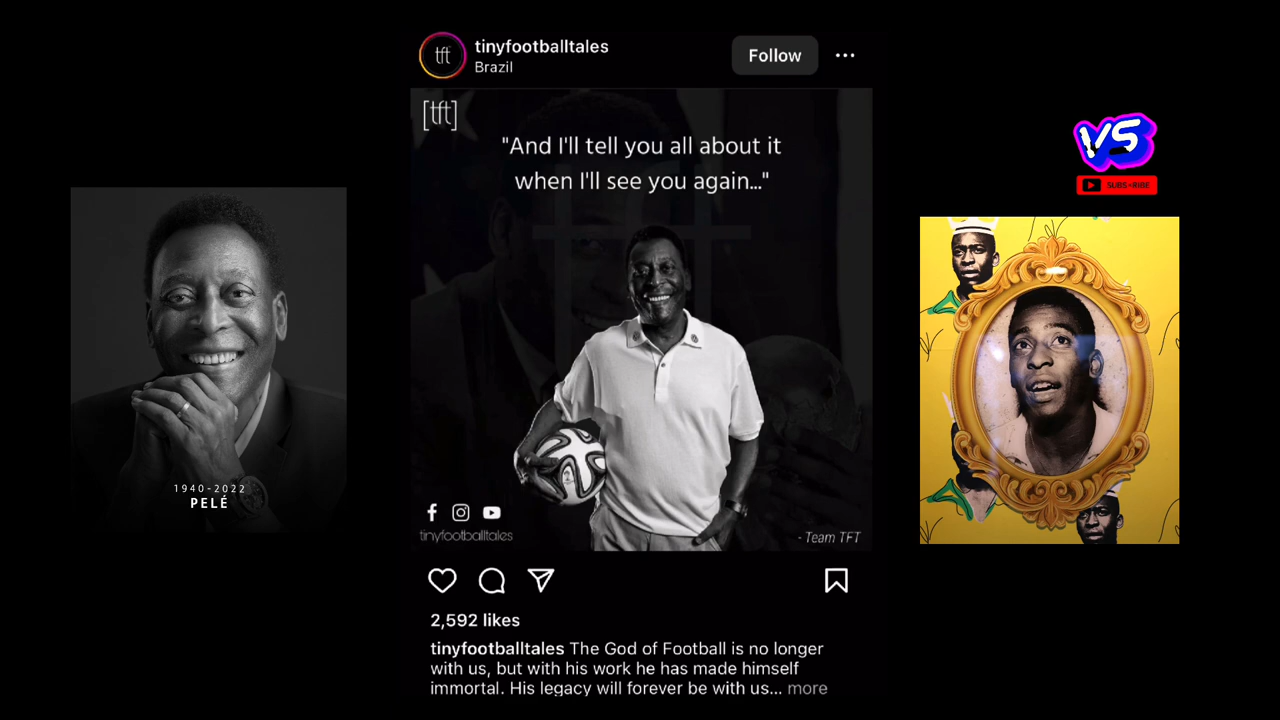 tft
tinyfootballtales
Brazil
Follow
[tft]
"And I'll tell you all about it
when I'll see you again..."
tinyfootballtales
- Team TFT
2,592 likes
tinyfootballtales The God of Football is no longer
with us, but with his work he has made himself
immortal. His legacy will forever be with us... more
1940-2022
PELÉ
VS